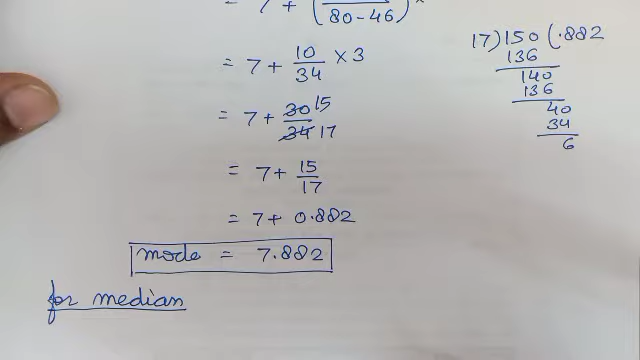 = 7 + (
80-46)
= 7 + 10/34 × 3
= 7 + 30/34 15/17
= 7 + 15/17
= 7 + 0.882
mode = 7.882
for median
17)150(.882
136
140
136
40
34
6